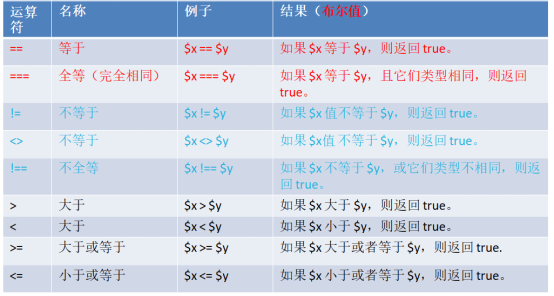 运算符 名称 例子 结果（布尔值）
== 等于 $x == $y 如果 $x 等于 $y，则返回 true。
=== 全等（完全相同） $x === $y 如果 $x 等于 $y，且它们类型相同，则返回
true。
!= 不等于 $x != $y 如果 $x 值不等于 $y，则返回 true。
<> 不等于 $x <> $y 如果 $x值 不等于 $y，则返回 true。
!== 不全等 $x !== $y 如果 $x 不等于 $y，或它们类型不相同，则返
回 true。
> 大于 $x > $y 如果 $x 大于 $y，则返回 true。
< 大于 $x < $y 如果 $x 小于 $y，则返回 true。
>= 大于或等于 $x >= $y 如果 $x 大于或者等于 $y，则返回 true.
<= 小于或等于 $x <= $y 如果 $x 小于或者等于 $y，则返回 true。